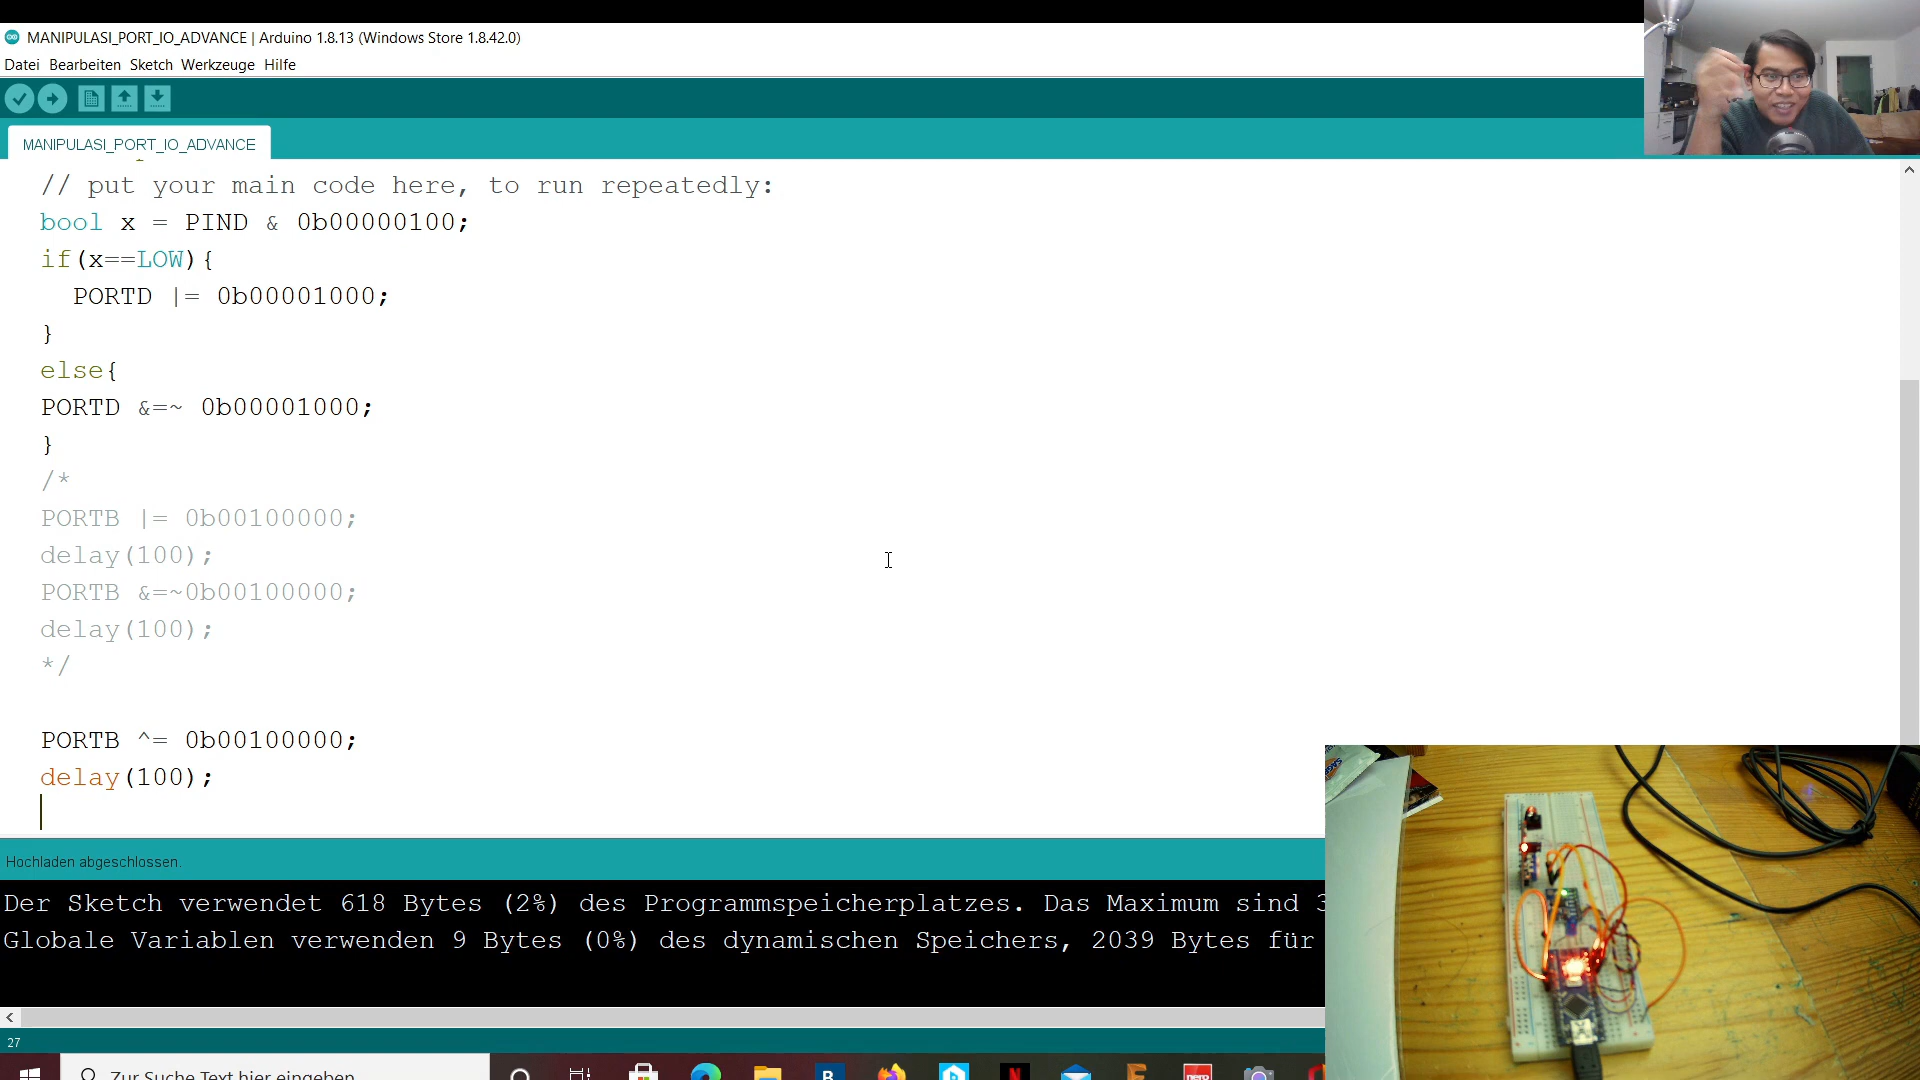 MANIPULASI_PORT_IO_ADVANCE | Arduino 1.8.13 (Windows Store 1.8.42.0)
Datei Bearbeiten Sketch Werkzeuge Hilfe
MANIPULASI_PORT_IO_ADVANCE
// put your main code here, to run repeatedly:
bool x = PIND & 0b00000100;
if(x==LOW){
PORTD |= 0b00001000;
}
else{
PORTD &=~ 0b00001000;
}
/*
PORTB |= 0b00100000;
delay(100);
PORTB &=~0b00100000;
delay(100);
*/
PORTB ^= 0b00100000;
delay(100);
Hochladen abgeschlossen.
Der Sketch verwendet 618 Bytes (2%) des Programmspeicherplatzes. Das Maximum sind 3
Globale Variablen verwenden 9 Bytes (0%) des dynamischen Speichers, 2039 Bytes für
27
Zur Suche Text hier eingeben